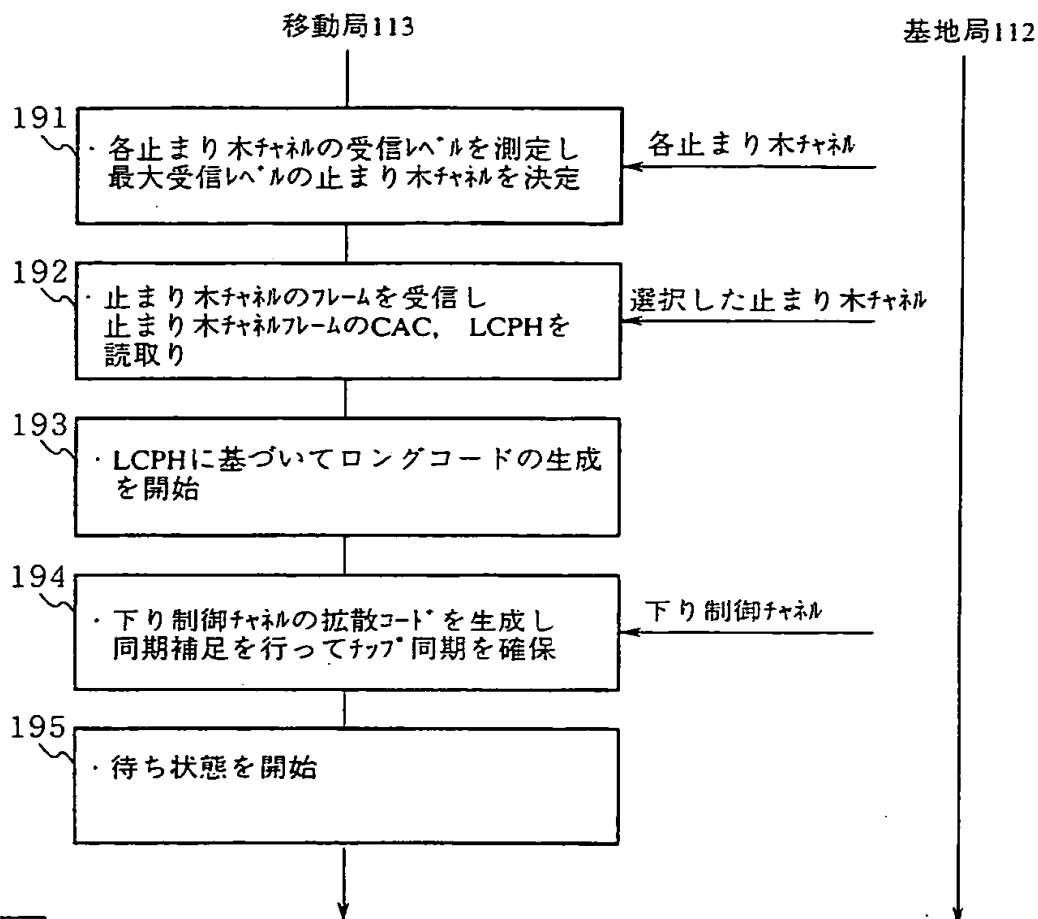 移動局113
基地局112
191
・各止まり木ﾁｬﾈﾙの受信ﾚﾍﾞﾙを測定し
最大受信ﾚﾍﾞﾙの止まり木ﾁｬﾈﾙを決定
各止まり木ﾁｬﾈﾙ
192
・止まり木ﾁｬﾈﾙのﾌﾚｰﾑを受信し
止まり木ﾁｬﾈﾙﾌﾚｰﾑのCAC, LCPHを
読取り
選択した止まり木ﾁｬﾈﾙ
193
・LCPHに基づいてロングコードの生成
を開始
194
・下り制御ﾁｬﾈﾙの拡散ｺｰﾄﾞを生成し
同期補足を行ってﾁｯﾌﾟ同期を確保
下り制御ﾁｬﾈﾙ
195
・待ち状態を開始